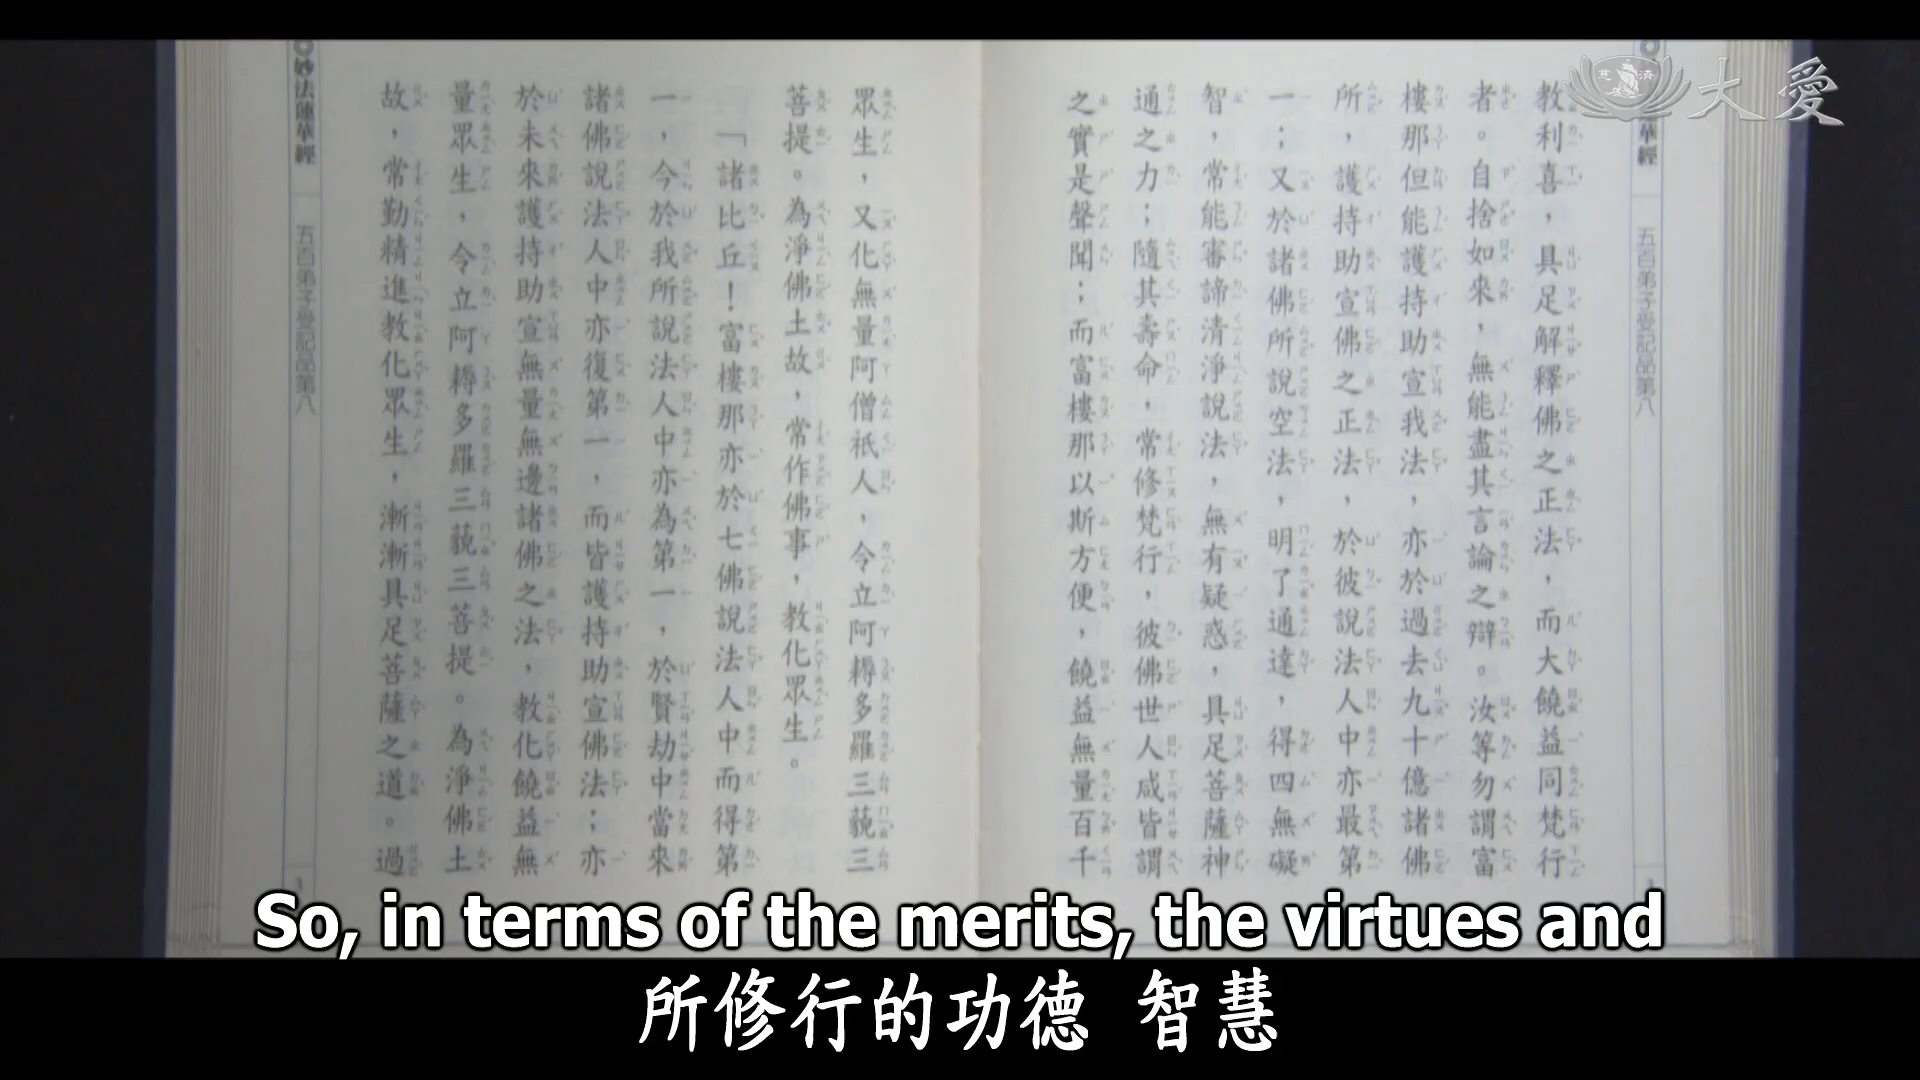 大愛
慈濟
華經
五百弟子受記品第八
教利喜，具足解釋佛之正法，而大饒益同梵行
者。自捨如來，無能盡其言論之辯。汝等勿謂富
樓那但能護持助宣我法，亦於過去九十億諸佛
所，護持助宣佛之正法，於彼說法人中亦最第
一；又於諸佛所說空法，明了通達，得四無礙
智，常能審諦清淨說法，無有疑惑，具足菩薩神
通之力；隨其壽命，常修梵行，彼佛世人咸皆謂
之實是聲聞；而富樓那以斯方便，饒益無量百千
眾生，又化無量阿僧祇人，令立阿耨多羅三藐三
菩提。為淨佛土故，常作佛事，教化眾生。
「諸比丘！富樓那亦於七佛說法人中而得第
一，今於我所說法人中亦為第一，於賢劫中當來
諸佛說法人中亦復第一，而皆護持助宣佛法；亦
於未來護持助宣無量無邊諸佛之法，教化饒益無
量眾生，令立阿耨多羅三藐三菩提。為淨佛土
故，常勤精進教化眾生，漸漸具足菩薩之道。過
妙法蓮華經
五百弟子受記品第八
So, in terms of the merits, the virtues and
所修行的功德 智慧